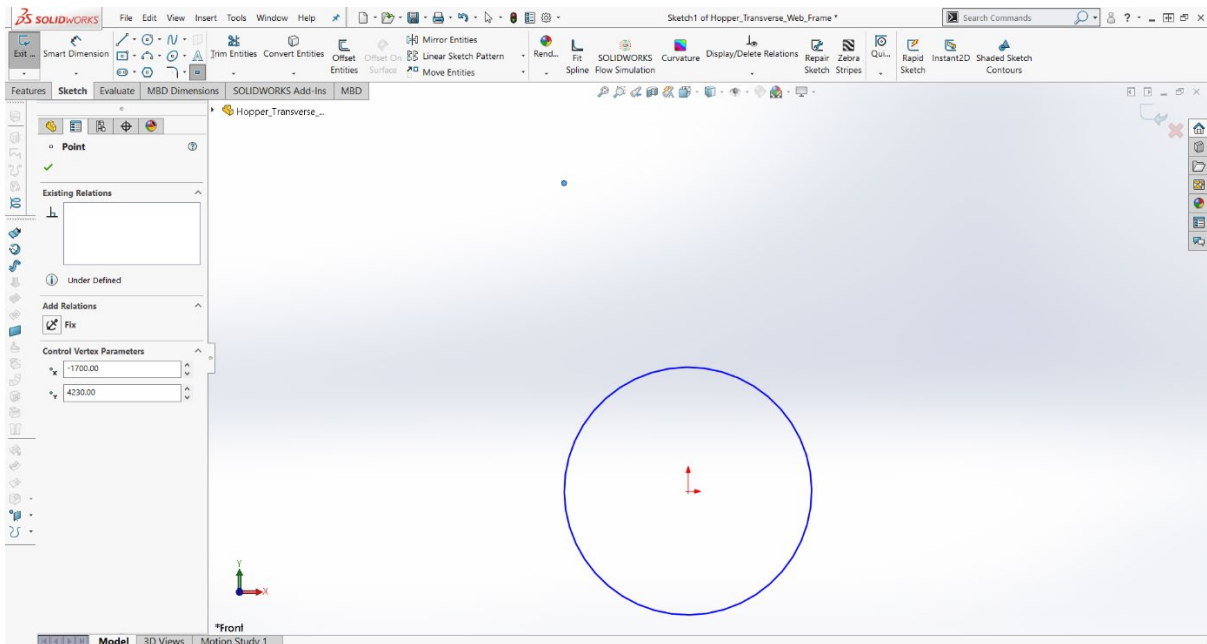 SOLIDWORKS File Edit View Insert Tools Window Help Sketch1 of Hopper_Transverse_Web_Frame * Search Commands ?
Exit ... Smart Dimension Trim Entities Convert Entities Offset Entities Offset On Surface Mirror Entities Linear Sketch Pattern Move Entities Rend... Fit Spline SOLIDWORKS Flow Simulation Curvature Display/Delete Relations Repair Sketch Zebra Stripes Qui... Rapid Sketch Instant2D Shaded Sketch Contours
Features Sketch Evaluate MBD Dimensions SOLIDWORKS Add-Ins MBD
Hopper_Transverse_...
Point
Existing Relations
Under Defined
Add Relations
Fix
Control Vertex Parameters
X -1700.00
Y 4230.00
Y
X
*Front
Model 3D Views Motion Study 1